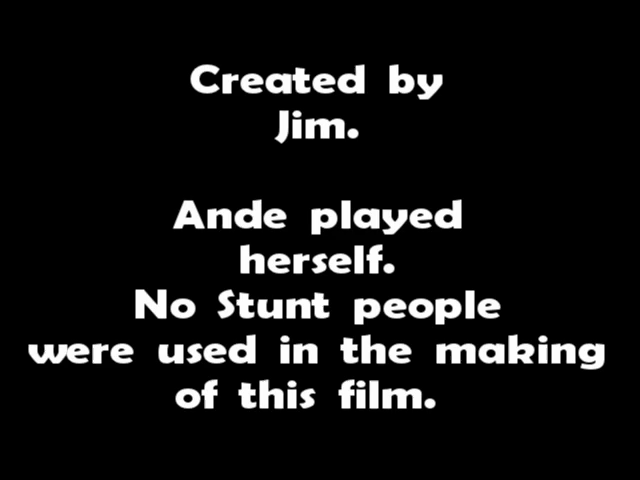 Created by
Jim.
Ande played
herself.
No Stunt people
were used in the making
of this film.